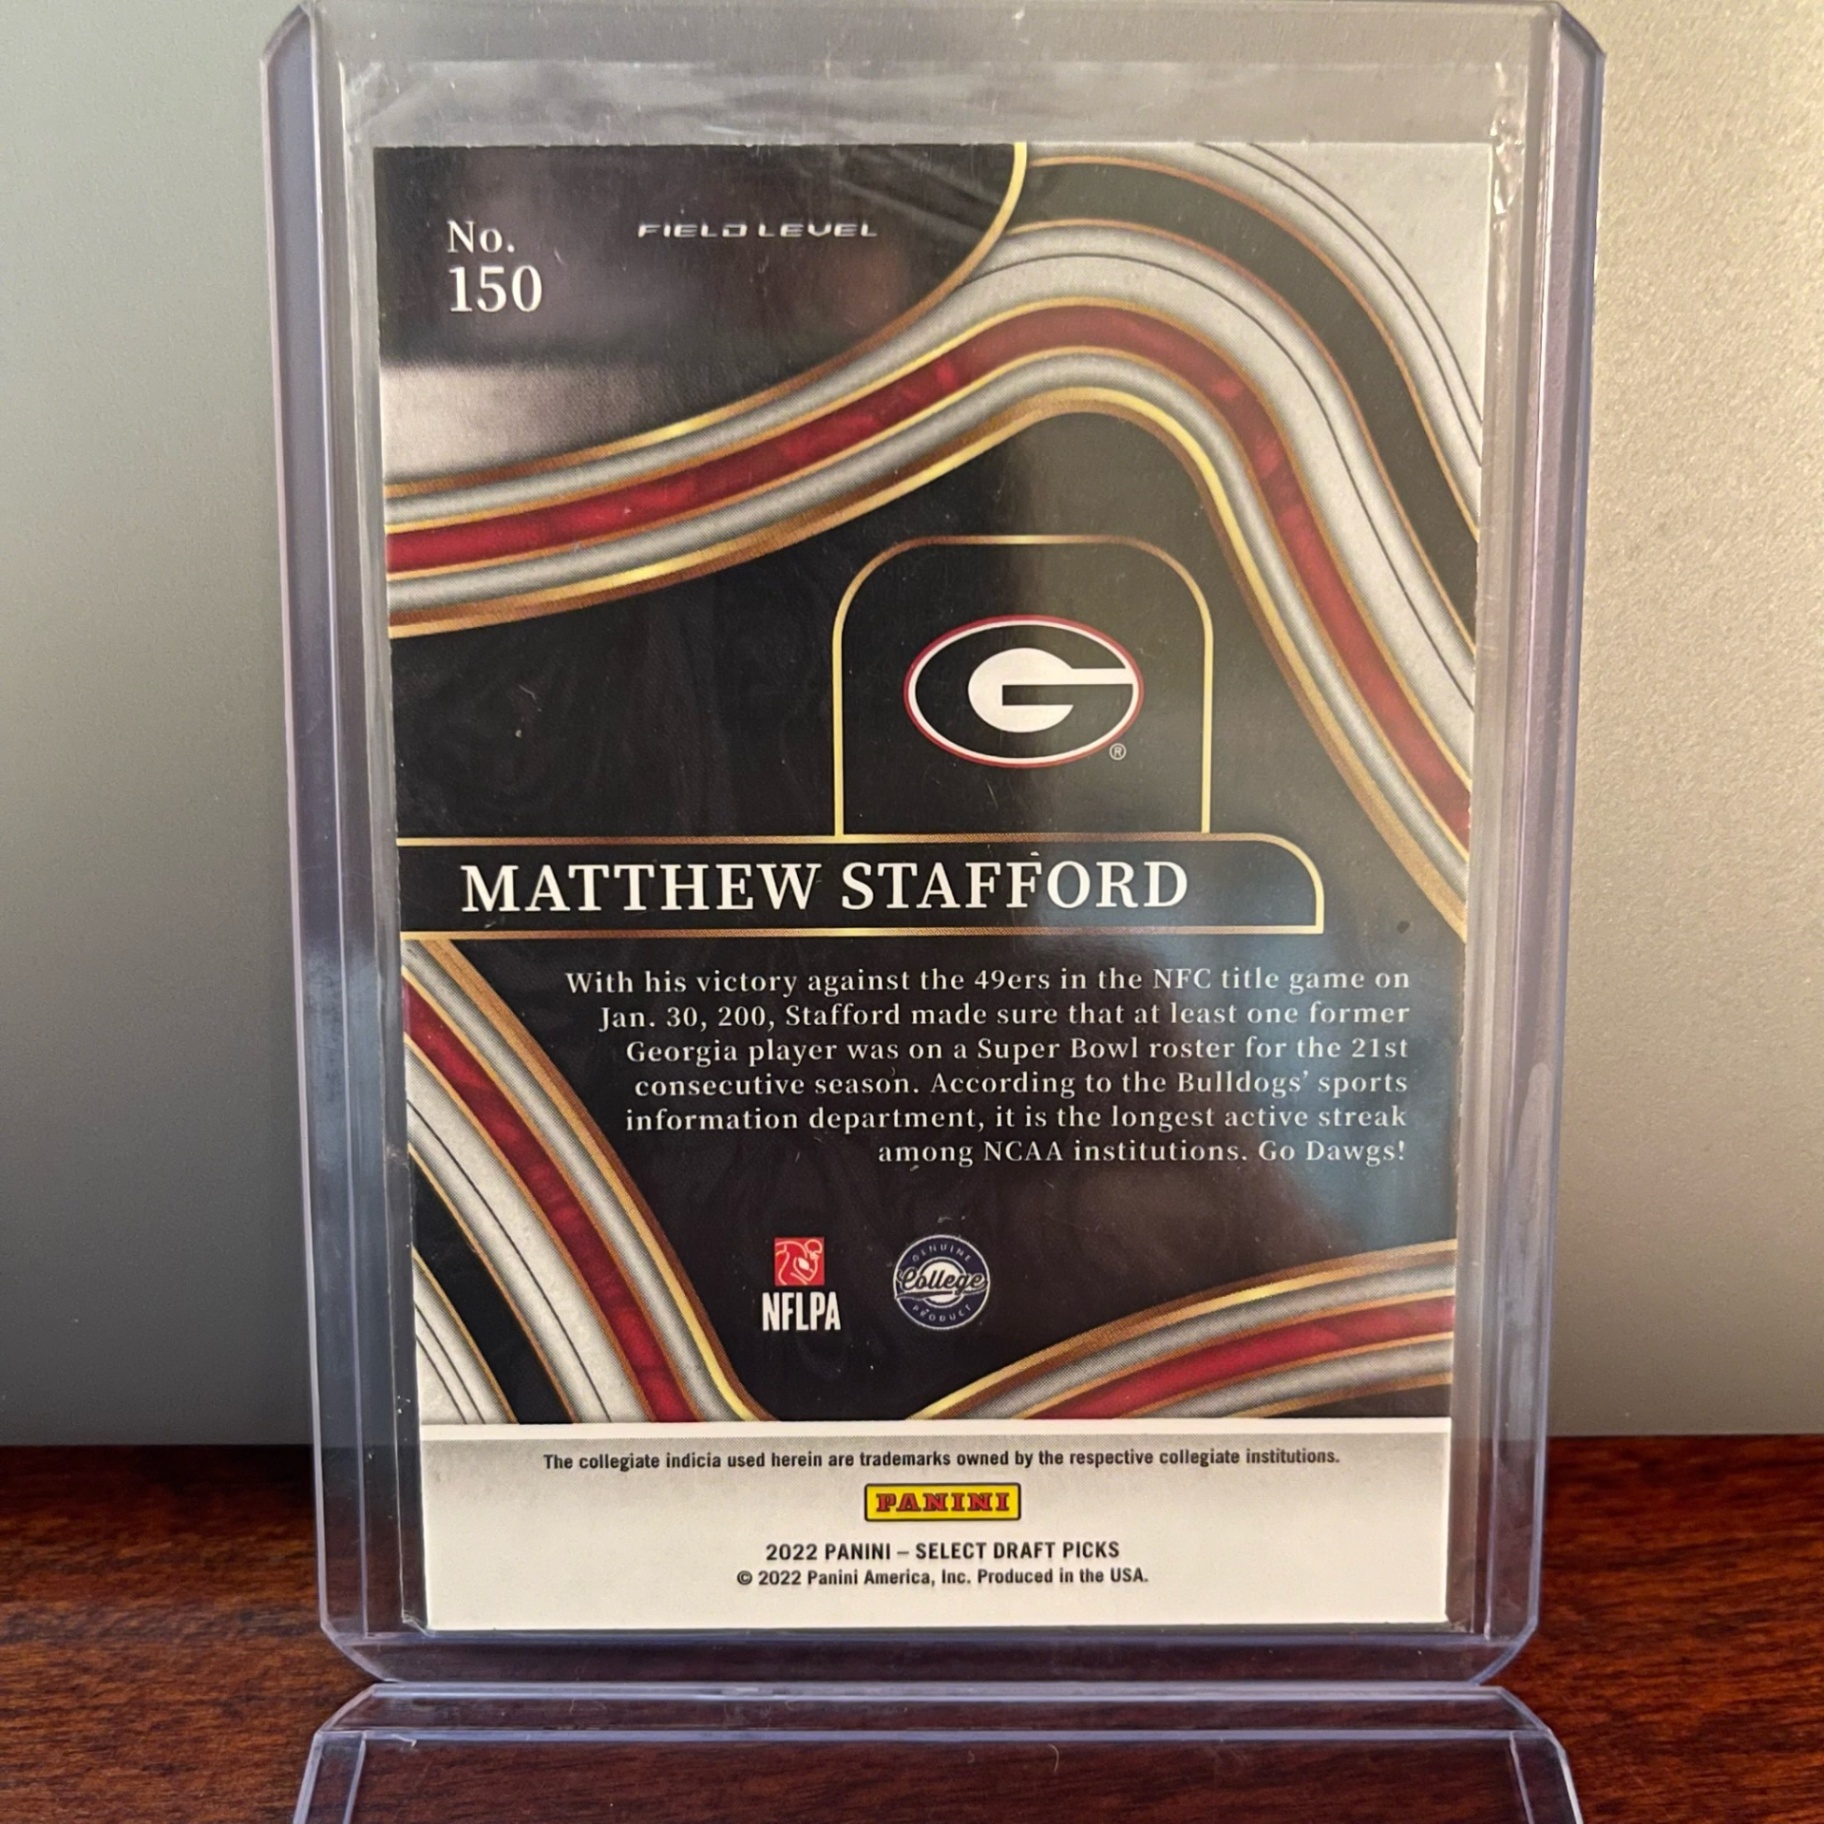 No. FIELD LEVEL
150
G
®
MATTHEW STAFFORD
With his victory against the 49ers in the NFC title game on
Jan. 30, 200, Stafford made sure that at least one former
Georgia player was on a Super Bowl roster for the 21st
consecutive season. According to the Bulldogs’ sports
information department, it is the longest active streak
among NCAA institutions. Go Dawgs!
NFLPA
GENUINE
College
PRODUCT
The collegiate indicia used herein are trademarks owned by the respective collegiate institutions.
PANINI
2022 PANINI – SELECT DRAFT PICKS
© 2022 Panini America, Inc. Produced in the USA.